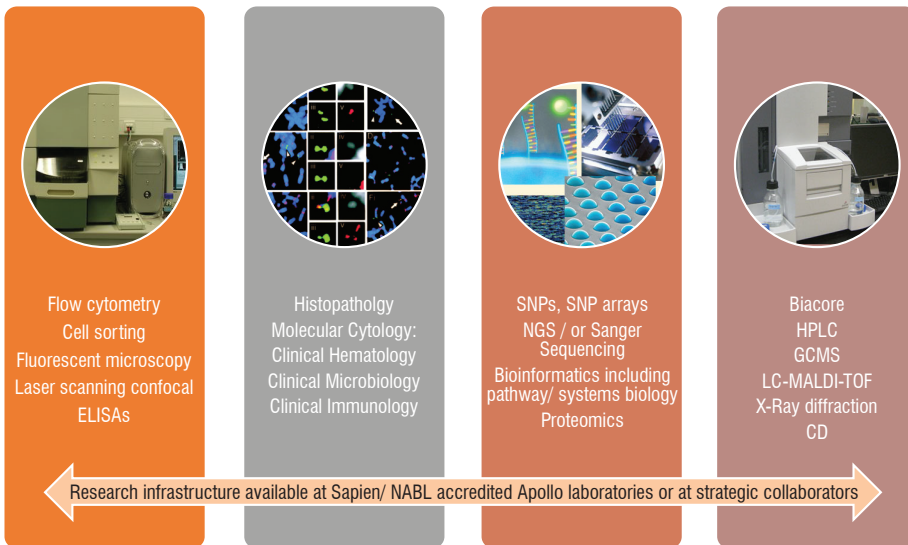 Flow cytometry
Cell sorting
Fluorescent microscopy
Laser scanning confocal
ELISAs
Histopatholgy
Molecular Cytology:
Clinical Hematology
Clinical Microbiology
Clinical Immunology
SNPs, SNP arrays
NGS / or Sanger
Sequencing
Bioinformatics including
pathway/ systems biology
Proteomics
Biacore
HPLC
GCMS
LC-MALDI-TOF
X-Ray diffraction
CD
Research infrastructure available at Sapien/ NABL accredited Apollo laboratories or at strategic collaborators